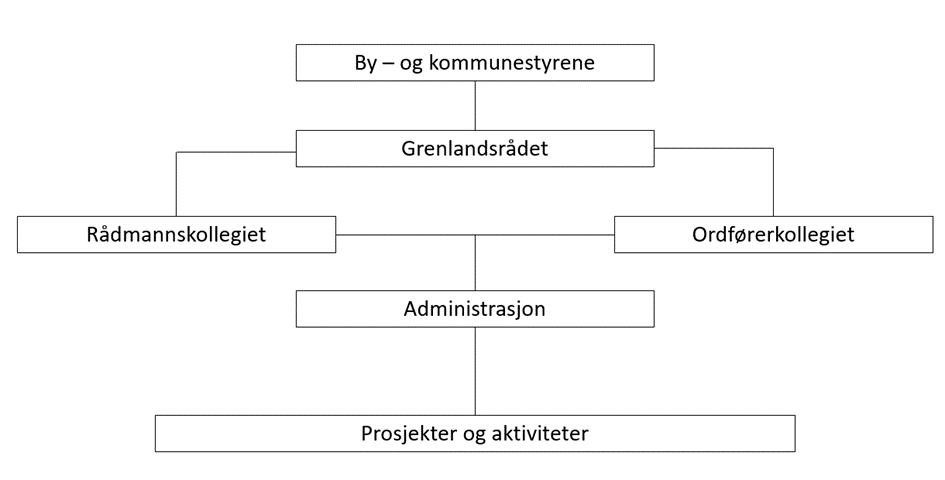 By – og kommunestyrene
Grenlandsrådet
Rådmannskollegiet
Ordførerkollegiet
Administrasjon
Prosjekter og aktiviteter